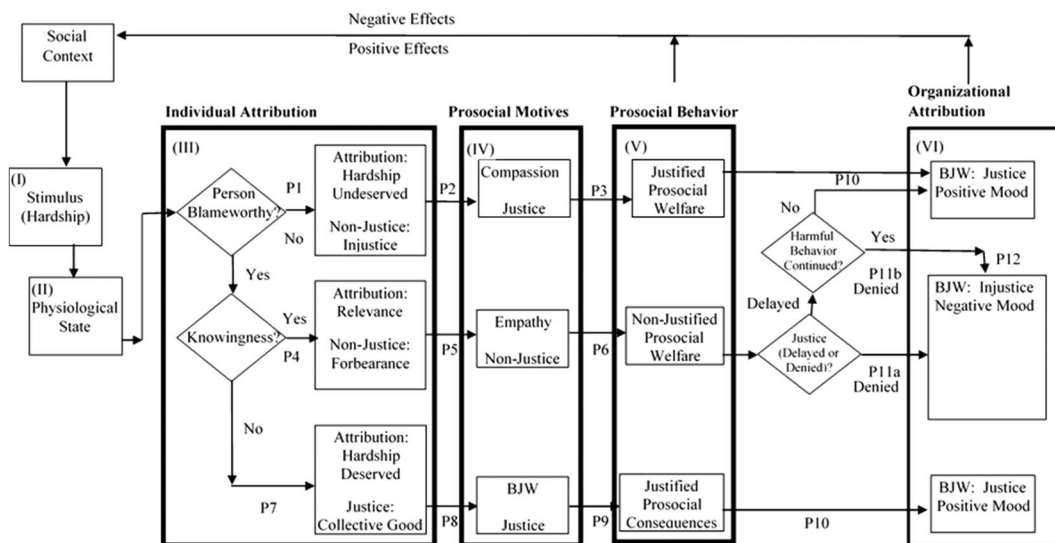 Negative Effects
Positive Effects
Social
Context
Individual Attribution
Prosocial Motives
Prosocial Behavior
Organizational
Attribution
(I)
Stimulus
(Hardship)
(II)
Physiological
State
(III)
Person
Blameworthy?
P1
No
Attribution:
Hardship
Undeserved
Non-Justice:
Injustice
Yes
Knowingness?
Yes
P4
Attribution:
Relevance
Non-Justice:
Forbearance
No
P7
Attribution:
Hardship
Deserved
Justice:
Collective Good
P2
P5
P8
(IV)
Compassion
Justice
Empathy
Non-Justice
BJW
Justice
P3
P6
P9
(V)
Justified
Prosocial
Welfare
Non-Justified
Prosocial
Welfare
Justified
Prosocial
Consequences
P10
No
Harmful
Behavior
Continued?
Yes
P11b
Denied
Delayed
Justice
(Delayed or
Denied)?
P11a
Denied
P10
(VI)
BJW: Justice
Positive Mood
P12
BJW: Injustice
Negative Mood
BJW: Justice
Positive Mood